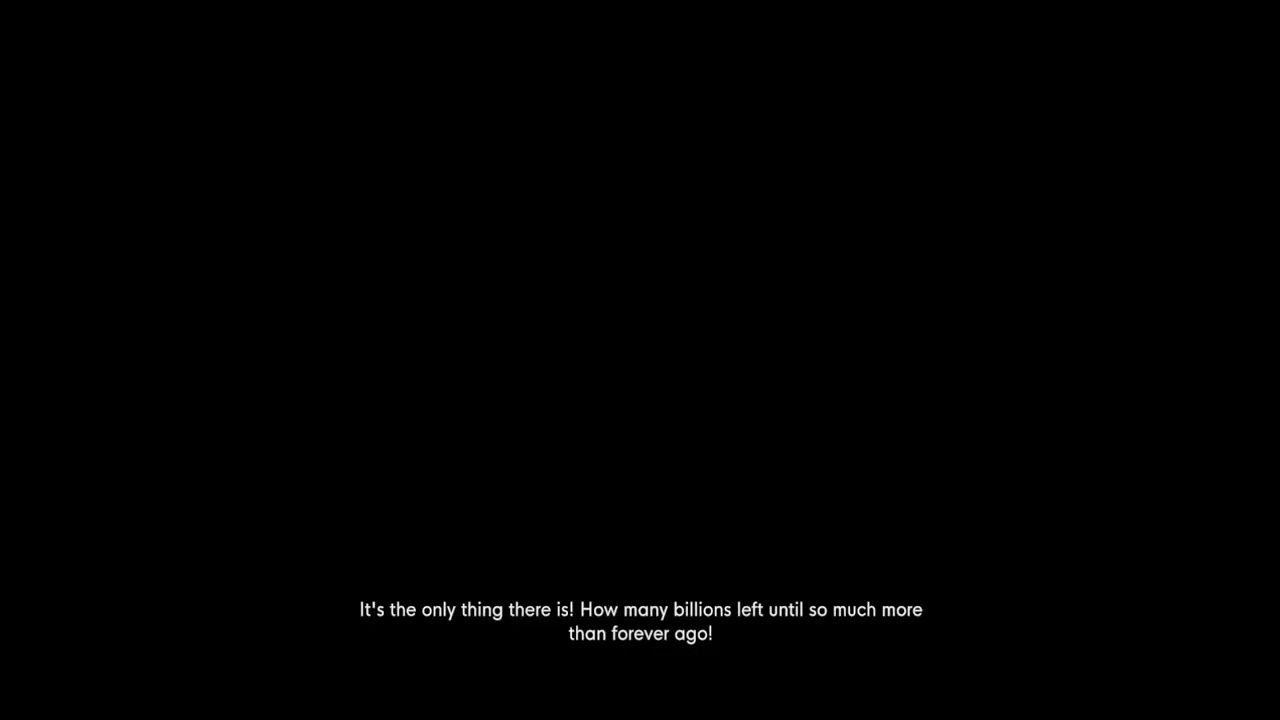 It's the only thing there is! How many billions left until so much more
than forever ago!